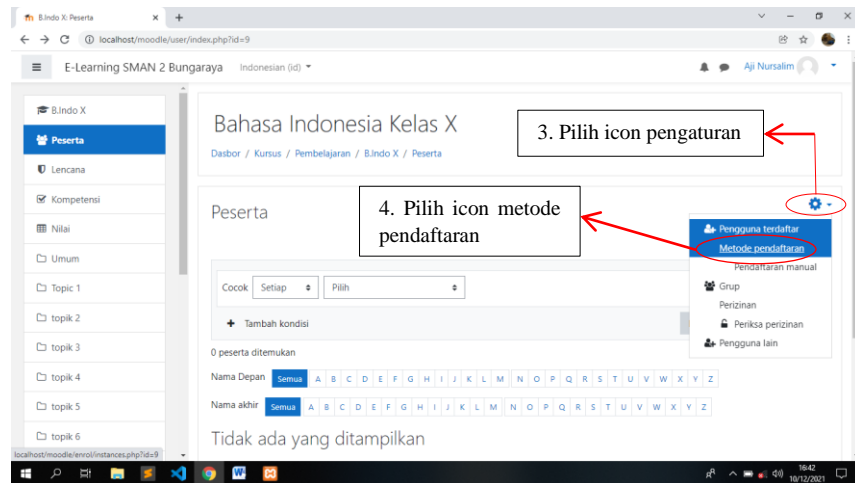 B.Indo X: Peserta
localhost/moodle/user/index.php?id=9
E-Learning SMAN 2 Bungaraya
Indonesian (id)
Aji Nursalim
B.Indo X
Peserta
Lencana
Kompetensi
Nilai
Umum
Topic 1
topik 2
topik 3
topik 4
topik 5
topik 6
Bahasa Indonesia Kelas X
Dasbor / Kursus / Pembelajaran / B.Indo X / Peserta
3. Pilih icon pengaturan
Peserta
4. Pilih icon metode
pendaftaran
Pengguna terdaftar
Metode pendaftaran
Pendaftaran manual
Grup
Perizinan
Periksa perizinan
Pengguna lain
Cocok Setiap Pilih
Tambah kondisi
0 peserta ditemukan
Nama Depan Semua A B C D E F G H I J K L M N O P Q R S T U V W X Y Z
Nama akhir Semua A B C D E F G H I J K L M N O P Q R S T U V W X Y Z
Tidak ada yang ditampilkan
localhost/moodle/enrol/instances.php?id=9
16:42
10/12/2021